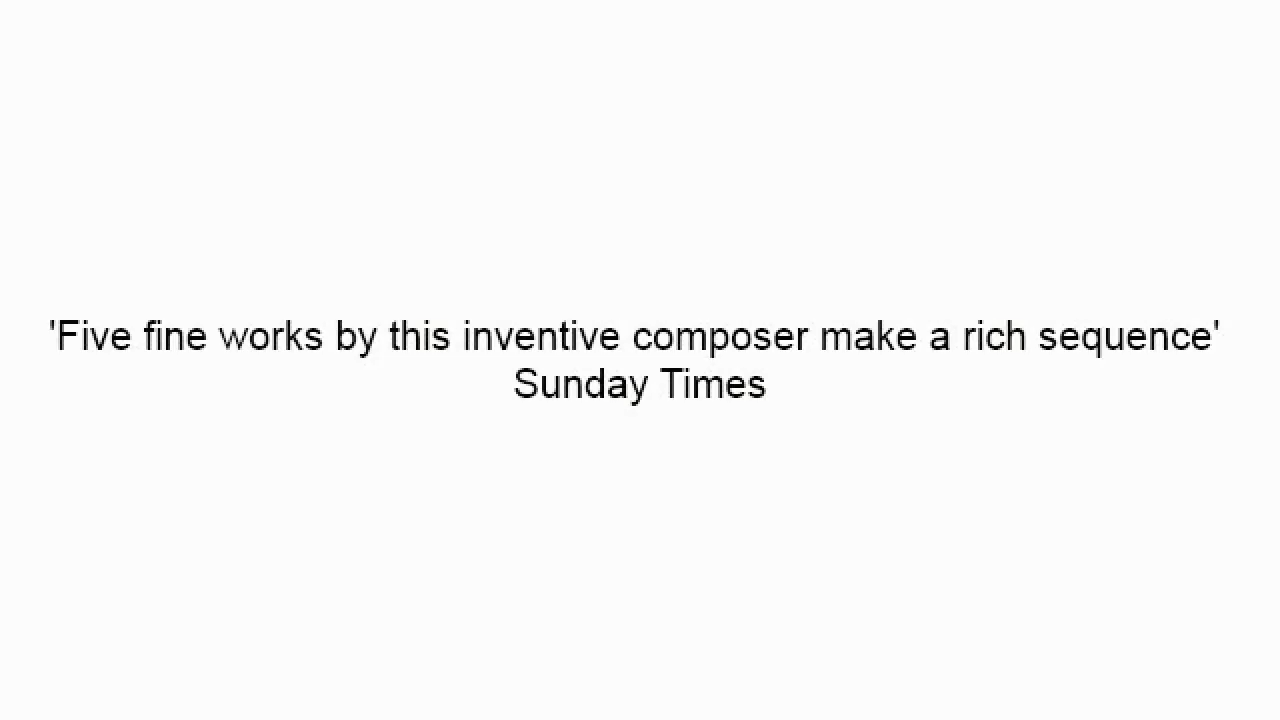 'Five fine works by this inventive composer make a rich sequence'
Sunday Times